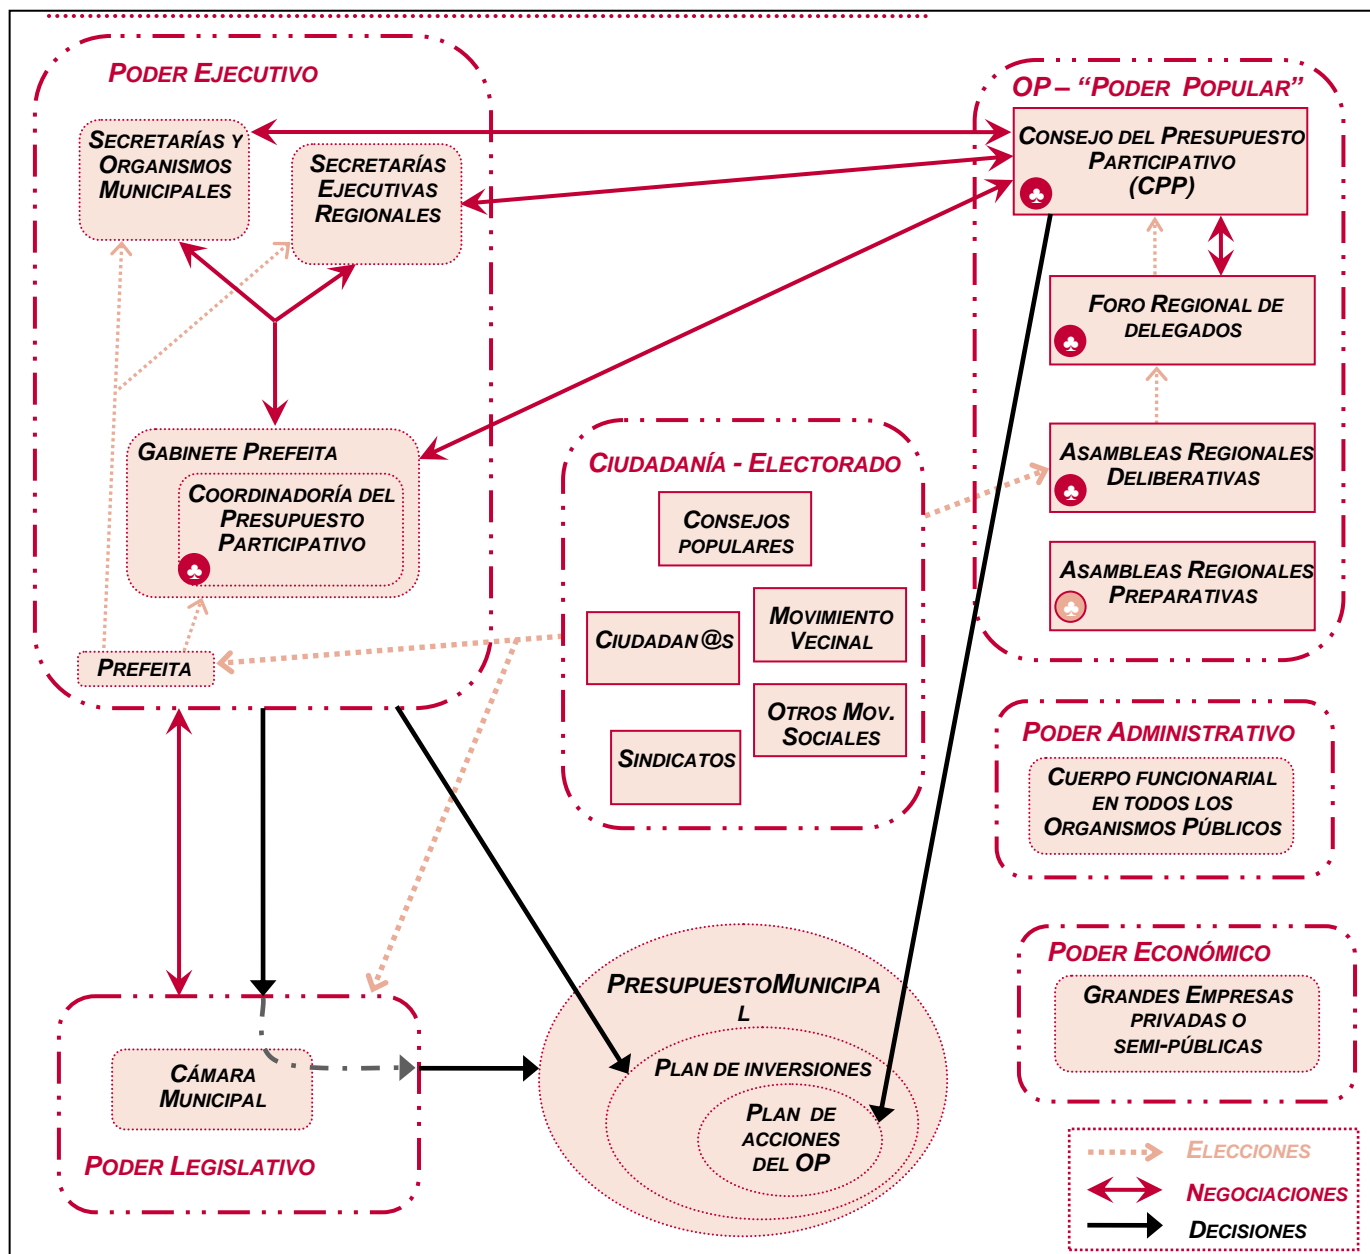 PODER EJECUTIVO
SECRETARÍAS Y
ORGANISMOS
MUNICIPALES
SECRETARÍAS
EJECUTIVAS
REGIONALES
GABINETE PREFEITA
COORDINADORÍA DEL
PRESUPUESTO
PARTICIPATIVO
PREFEITA
OP – “PODER POPULAR”
CONSEJO DEL PRESUPUESTO
PARTICIPATIVO
(CPP)
FORO REGIONAL DE
DELEGADOS
ASAMBLEAS REGIONALES
DELIBERATIVAS
ASAMBLEAS REGIONALES
PREPARATIVAS
CIUDADANÍA - ELECTORADO
CONSEJOS
POPULARES
CIUDADAN@S
MOVIMIENTO
VECINAL
OTROS MOV.
SOCIALES
SINDICATOS
PODER ADMINISTRATIVO
CUERPO FUNCIONARIAL
EN TODOS LOS
ORGANISMOS PÚBLICOS
PODER ECONÓMICO
GRANDES EMPRESAS
PRIVADAS O
SEMI-PÚBLICAS
CÁMARA
MUNICIPAL
PODER LEGISLATIVO
PRESUPUESTOMUNICIPA
L
PLAN DE INVERSIONES
PLAN DE
ACCIONES
DEL OP
ELECCIONES
NEGOCIACIONES
DECISIONES